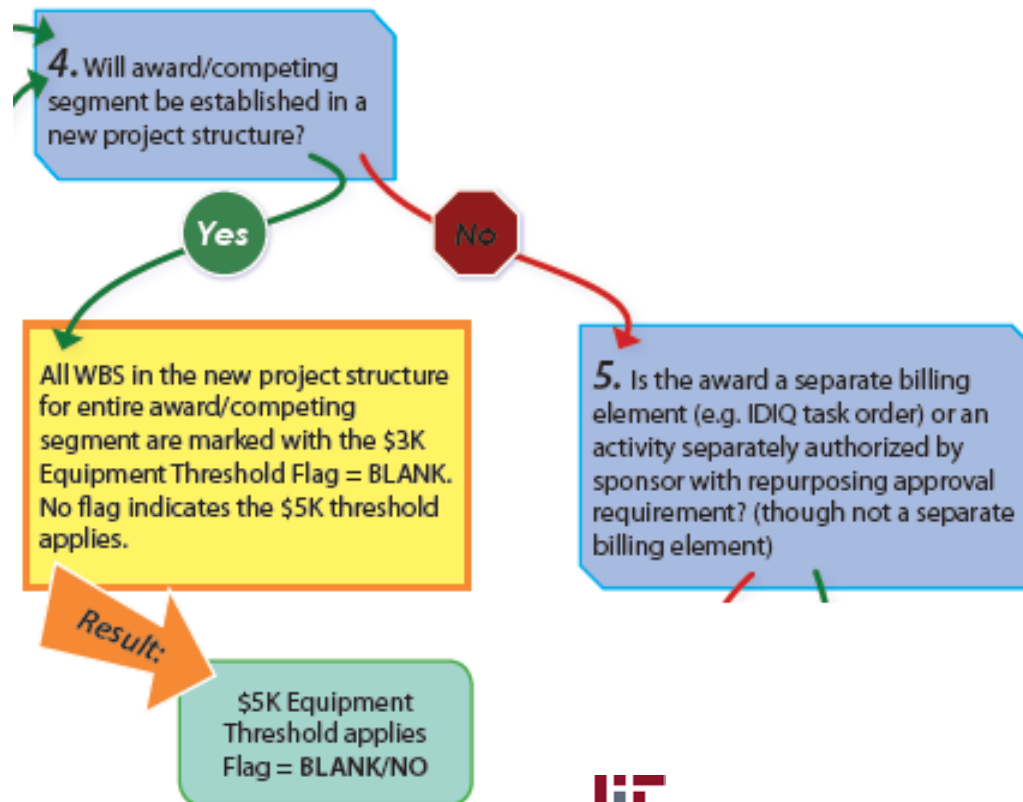 4. Will award/competing
segment be established in a
new project structure?
Yes
No
All WBS in the new project structure
for entire award/competing
segment are marked with the $3K
Equipment Threshold Flag = BLANK.
No flag indicates the $5K threshold
applies.
5. Is the award a separate billing
element (e.g. IDIQ task order) or an
activity separately authorized by
sponsor with repurposing approval
requirement? (though not a separate
billing element)
Result:
$5K Equipment
Threshold applies
Flag = BLANK/NO